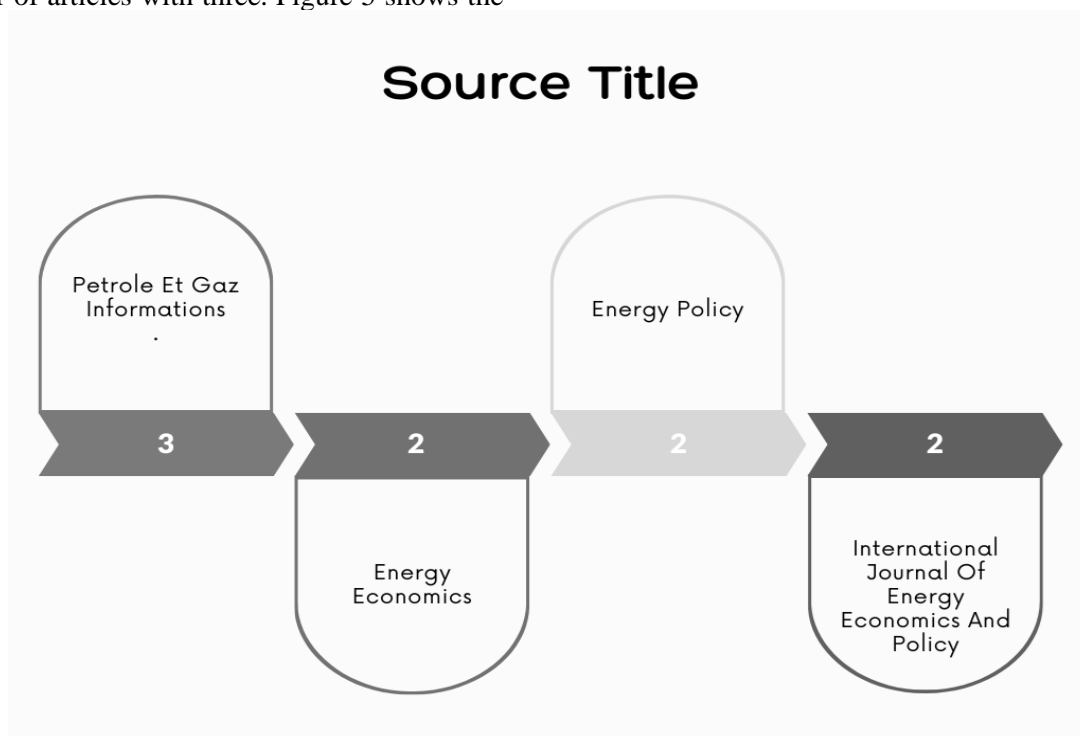 of articles with three. Figure 5 shows the
Source Title
Petrole Et Gaz
Informations
.
3
2
Energy
Economics
Energy Policy
2
2
International
Journal Of
Energy
Economics And
Policy